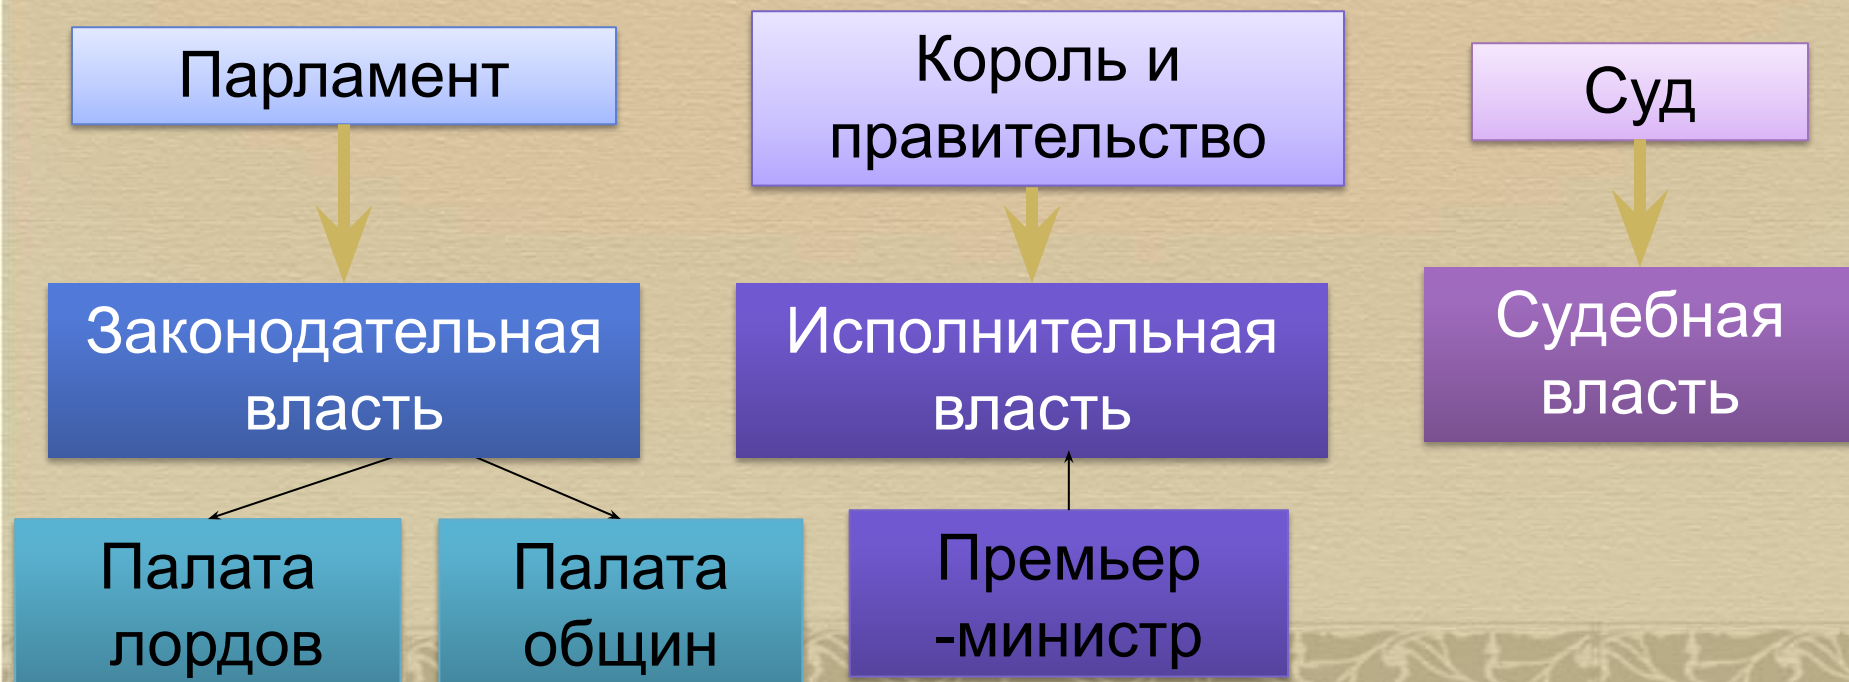 Парламент
Король и
правительство
Суд
Законодательная
власть
Исполнительная
власть
Судебная
власть
Палата
лордов
Палата
общин
Премьер
-министр